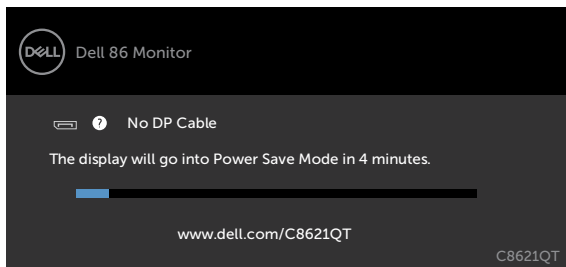 DELL Dell 86 Monitor
? No DP Cable
The display will go into Power Save Mode in 4 minutes.
www.dell.com/C8621QT
C8621QT